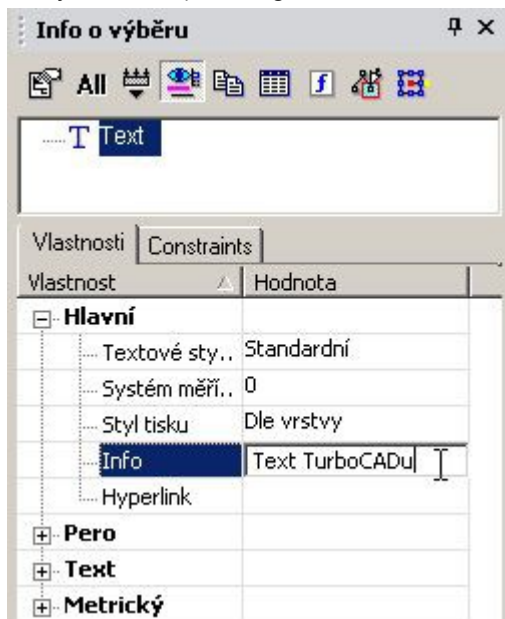 Info o výběru
All
T Text
Vlastnosti Constraints
Vlastnost Hodnota
Hlavní
Textové sty.. Standardní
Systém měří.. 0
Styl tisku Dle vrstvy
Info Text TurboCADu
Hyperlink
Pero
Text
Metrický